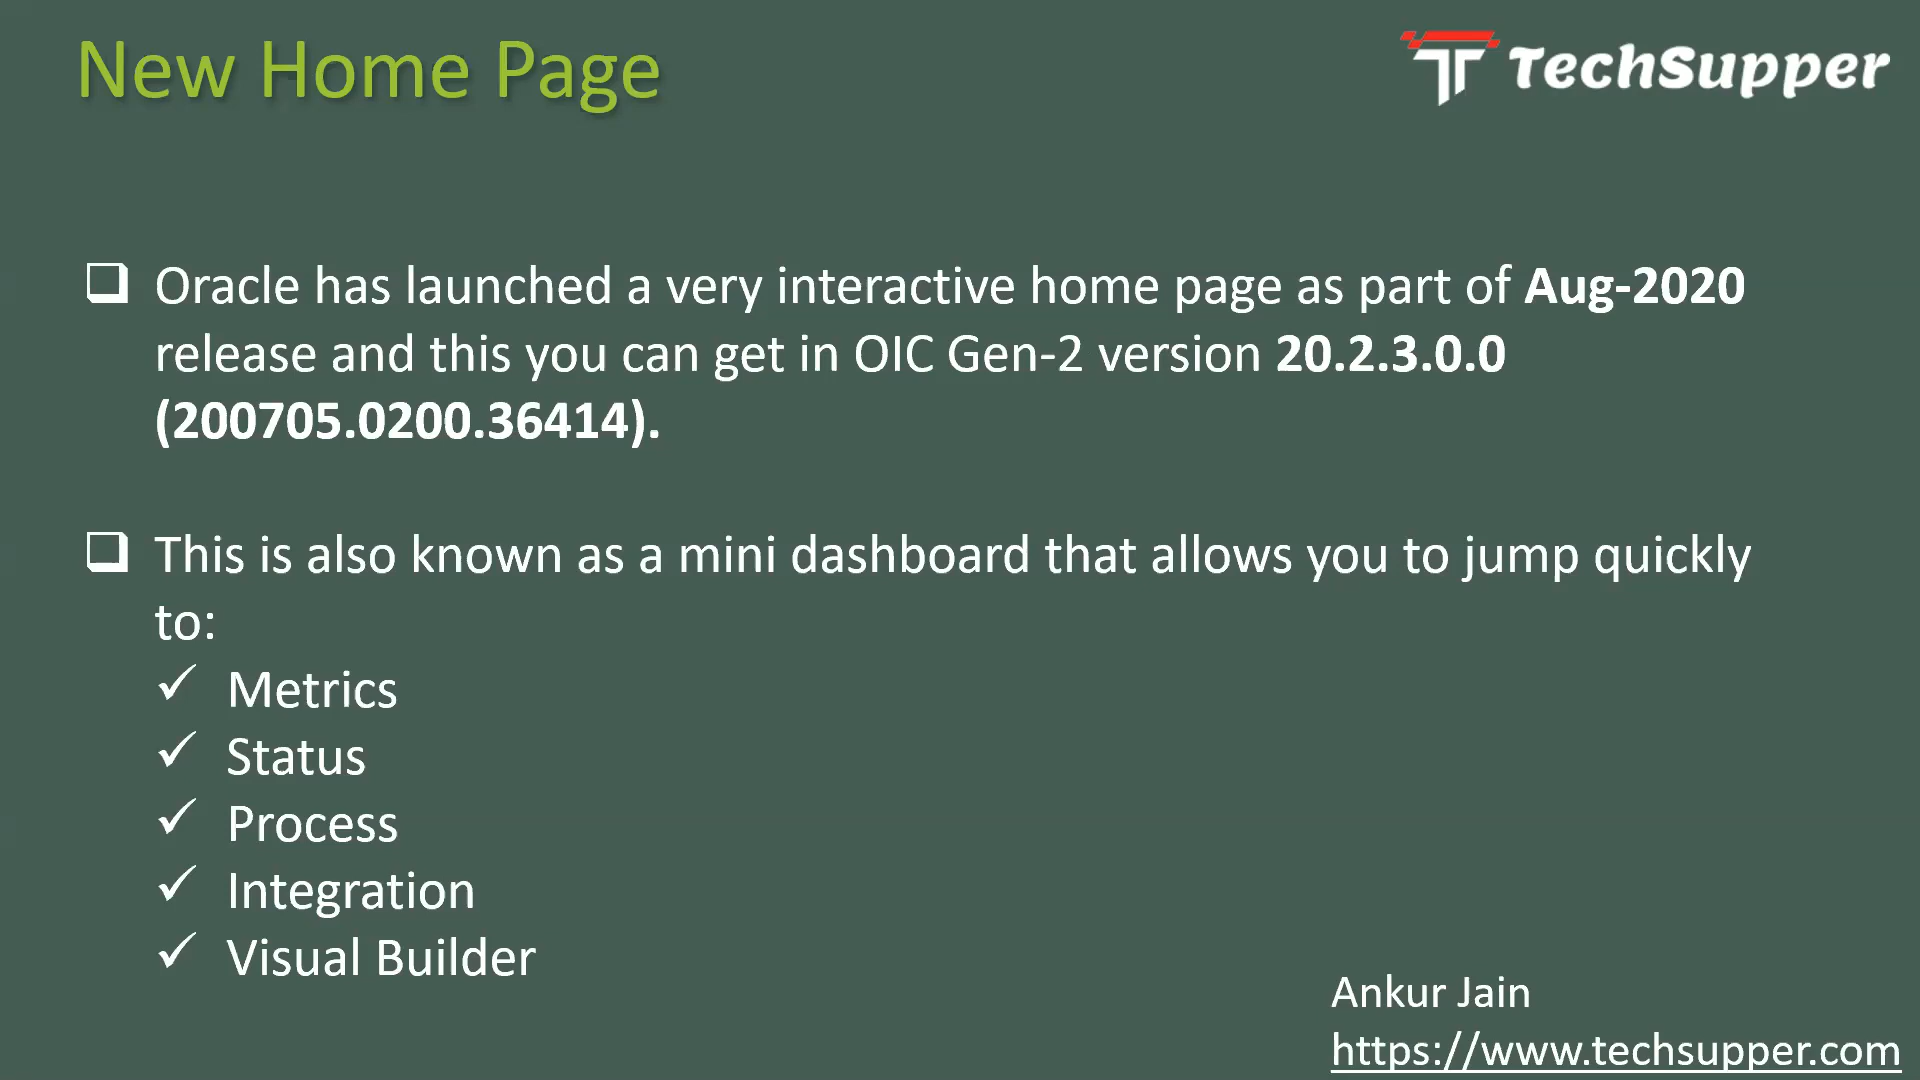 New Home Page
TechSupper
Oracle has launched a very interactive home page as part of Aug-2020
release and this you can get in OIC Gen-2 version 20.2.3.0.0
(200705.0200.36414).
This is also known as a mini dashboard that allows you to jump quickly
to:
Metrics
Status
Process
Integration
Visual Builder
Ankur Jain
https://www.techsupper.com